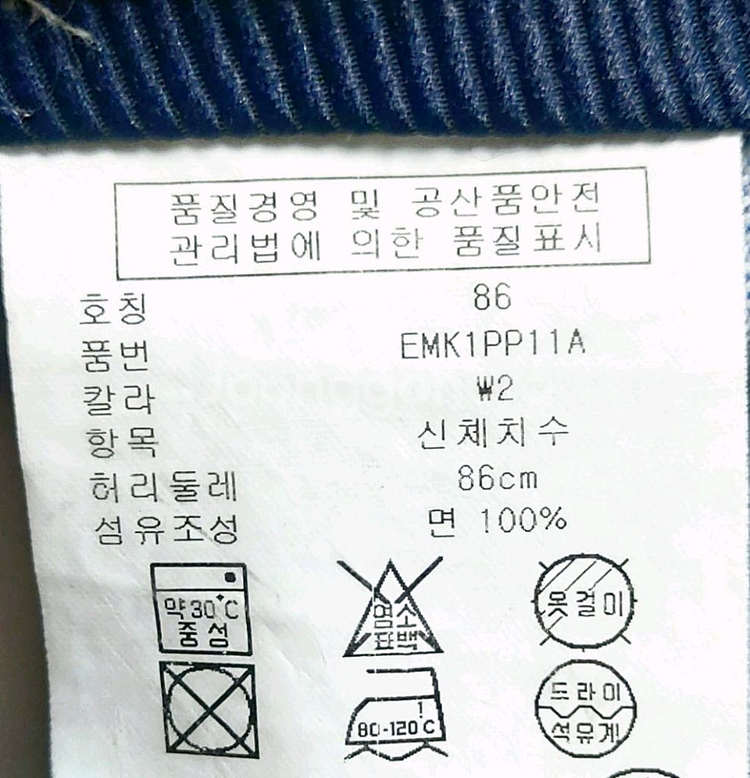 품질경영 및 공산품안전
관리법에 의한 품질표시
호칭 86
품번 EMK1PP11A
칼라 W2
항목 신체치수
허리둘레 86cm
섬유조성 면 100%
약30℃ 중성
염소 표백
옷걸이
80-120℃
드라이
석유계